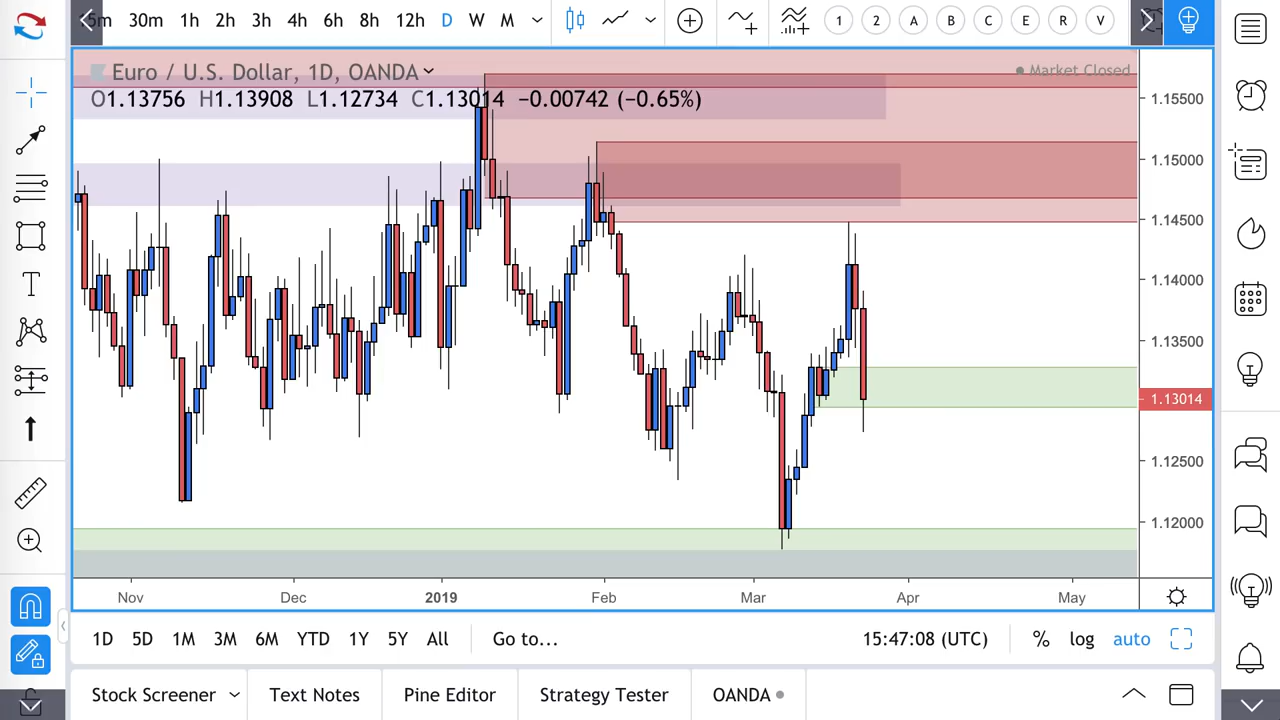 5m 30m 1h 2h 3h 4h 6h 8h 12h D W M 1 2 A B C E R V
Euro / U.S. Dollar, 1D, OANDA
Market Closed
O1.13756 H1.13908 L1.12734 C1.13014 −0.00742 (−0.65%)
1.15500
1.15000
1.14500
1.14000
1.13500
1.13014
1.12500
1.12000
T
Nov Dec 2019 Feb Mar Apr May
1D 5D 1M 3M 6M YTD 1Y 5Y All Go to... 15:47:08 (UTC) % log auto
Stock Screener Text Notes Pine Editor Strategy Tester OANDA